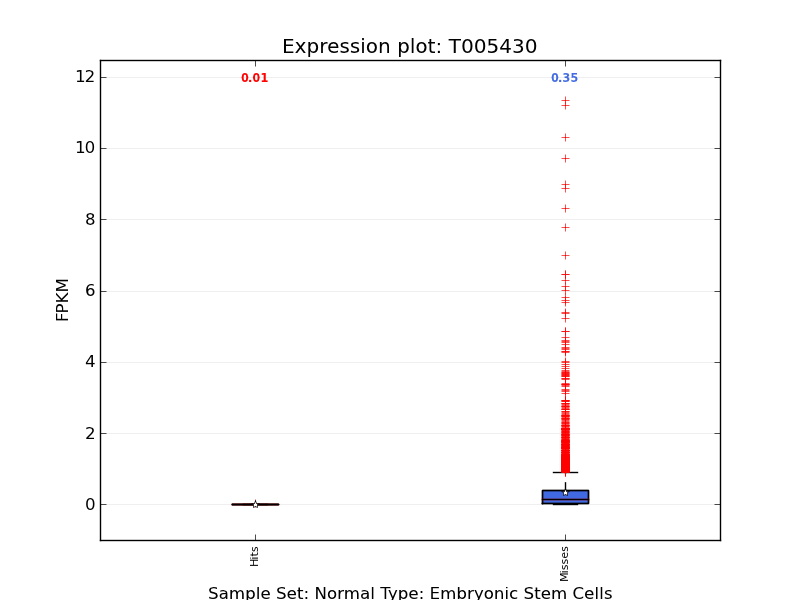 Expression plot: T005430
12
10
8
6
4
2
0
FPKM
0.01
0.35
Hits
Misses
Sample Set: Normal Type: Embryonic Stem Cells